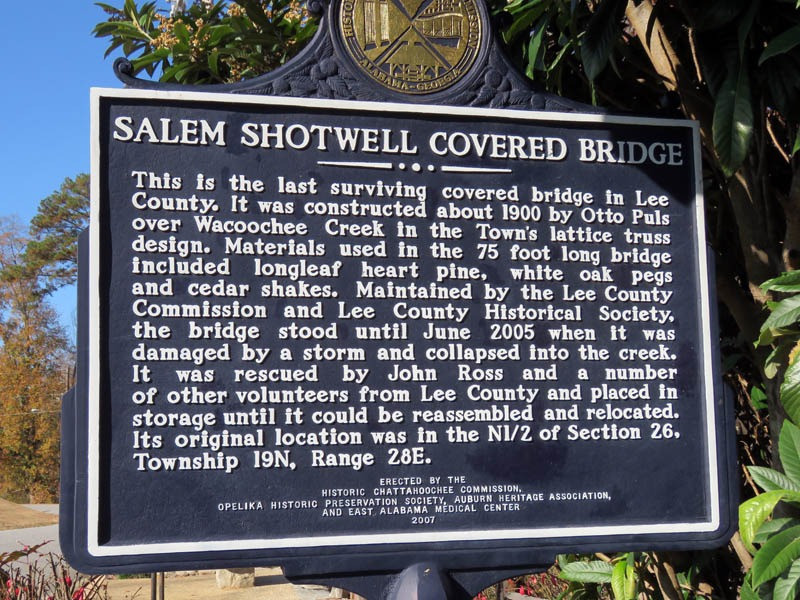 ALABAMA-GEORGIA
SALEM SHOTWELL COVERED BRIDGE
This is the last surviving covered bridge in Lee
County. It was constructed about 1900 by Otto Puls
over Wacoochee Creek in the Town's lattice truss
design. Materials used in the 75 foot long bridge
included longleaf heart pine, white oak pegs
and cedar shakes. Maintained by the Lee County
Commission and Lee County Historical Society,
the bridge stood until June 2005 when it was
damaged by a storm and collapsed into the creek.
It was rescued by John Ross and a number
of other volunteers from Lee County and placed in
storage until it could be reassembled and relocated.
Its original location was in the N1/2 of Section 26,
Township 19N, Range 28E.
ERECTED BY THE
HISTORIC CHATTAHOOCHEE COMMISSION,
OPELIKA HISTORIC PRESERVATION SOCIETY, AUBURN HERITAGE ASSOCIATION,
AND EAST ALABAMA MEDICAL CENTER
2007